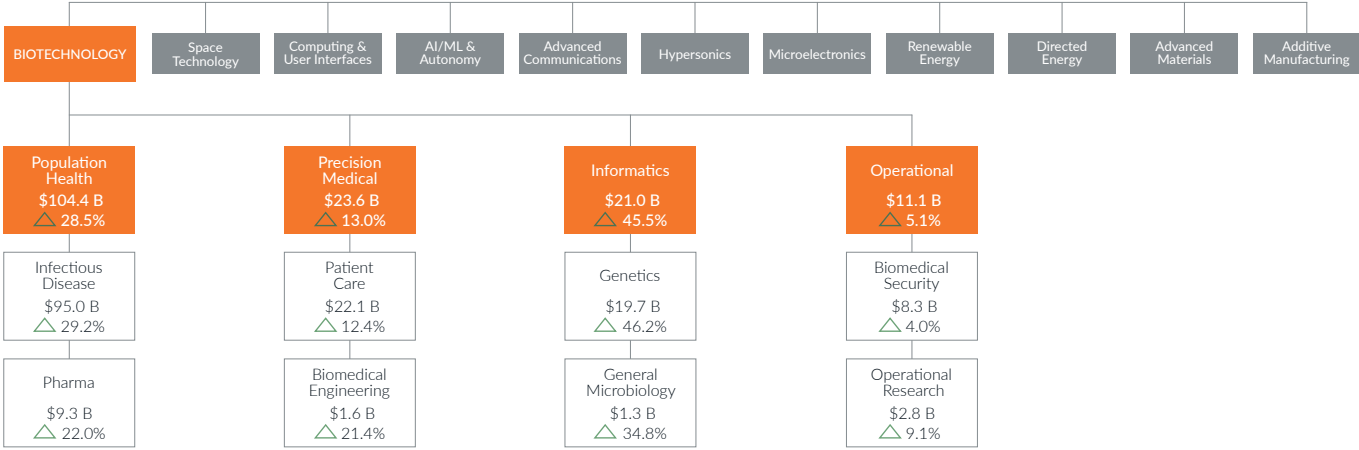 BIOTECHNOLOGY
Space
Technology
Computing &
User Interfaces
AI/ML &
Autonomy
Advanced
Communications
Hypersonics
Microelectronics
Renewable
Energy
Directed
Energy
Advanced
Materials
Additive
Manufacturing
Population
Health
$104.4 B
28.5%
Precision
Medical
$23.6 B
13.0%
Informatics
$21.0 B
45.5%
Operational
$11.1 B
5.1%
Infectious
Disease
$95.0 B
29.2%
Patient
Care
$22.1 B
12.4%
Genetics
$19.7 B
46.2%
Biomedical
Security
$8.3 B
4.0%
Pharma
$9.3 B
22.0%
Biomedical
Engineering
$1.6 B
21.4%
General
Microbiology
$1.3 B
34.8%
Operational
Research
$2.8 B
9.1%